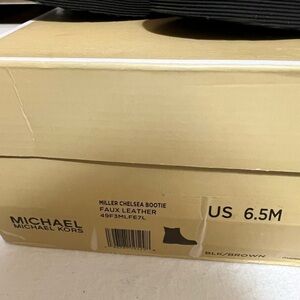 MILLER CHELSEA BOOTIE
FAUX LEATHER
49F3MLFE7L
US 6.5M
MICHAEL
MICHAEL KORS
BLK/BROWN